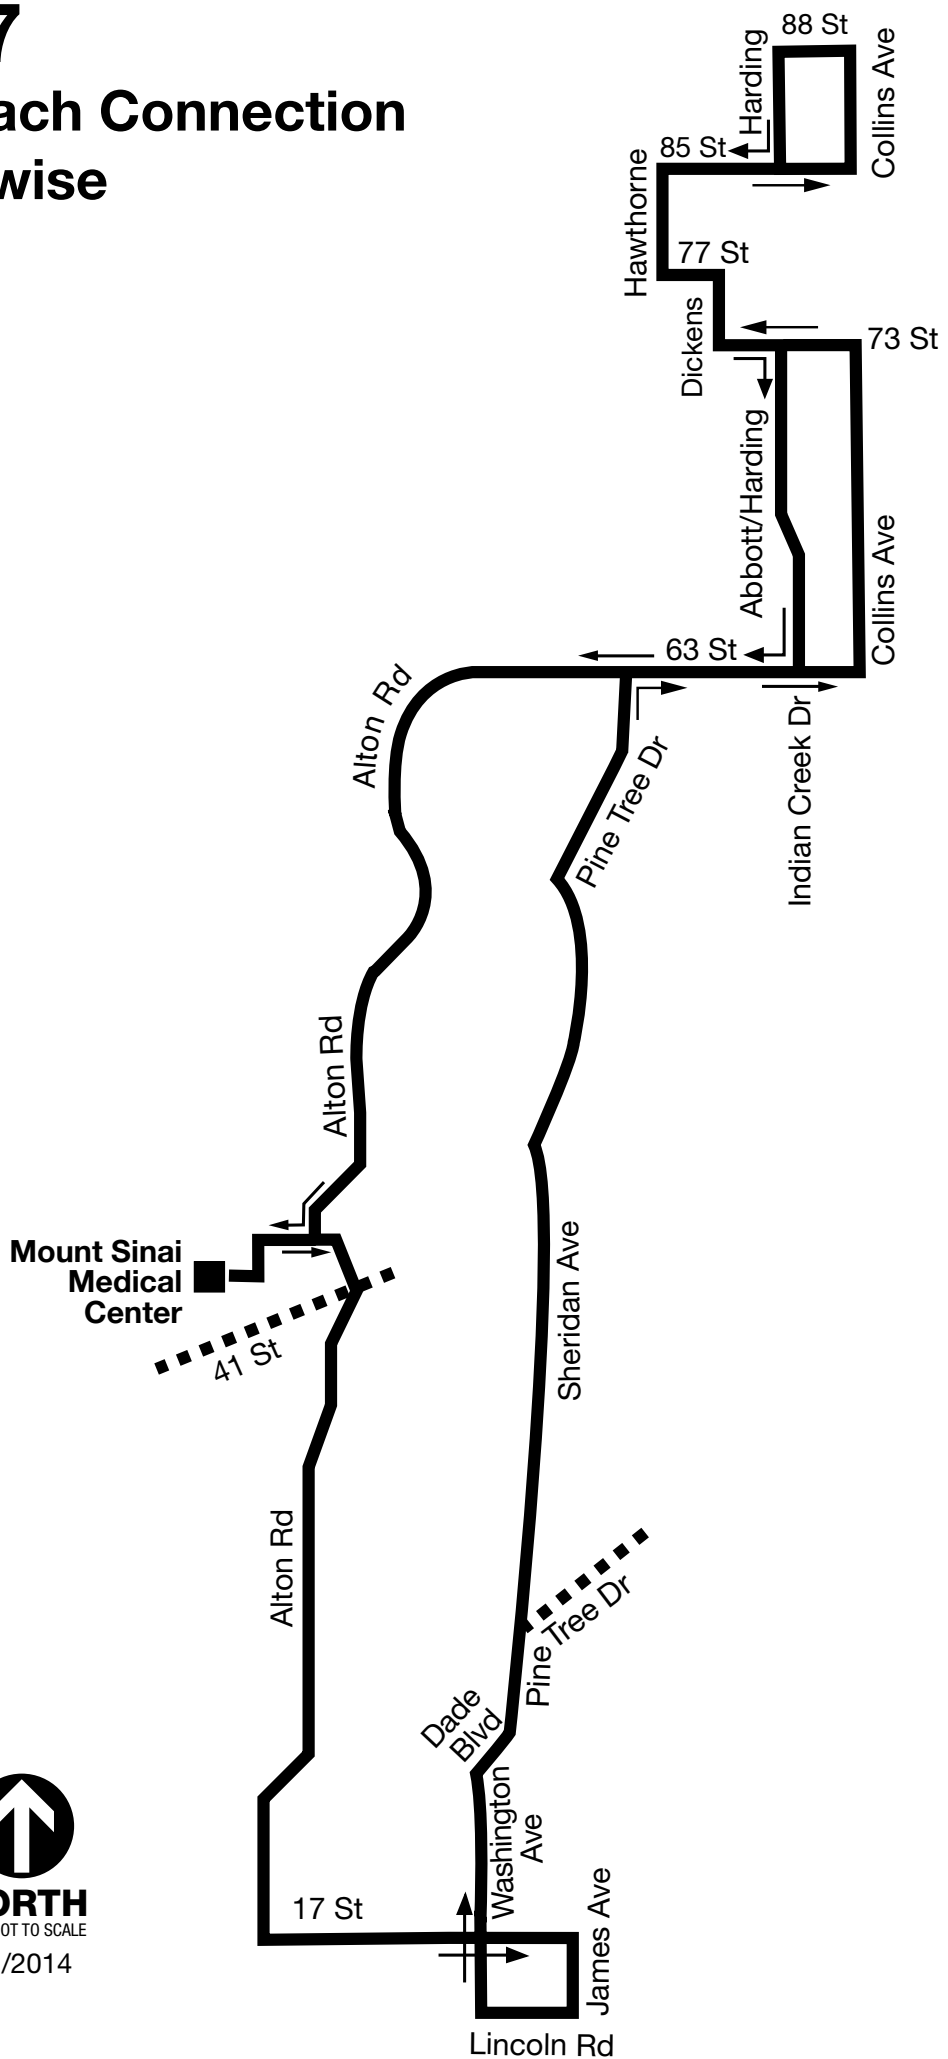 7
ach Connection
wise
88 St
Harding
Collins Ave
85 St
Hawthorne
77 St
Dickens
73 St
Abbott/Harding
Collins Ave
63 St
Alton Rd
Indian Creek Dr
Pine Tree Dr
Alton Rd
Mount Sinai
Medical
Center
41 St
Sheridan Ave
Alton Rd
Pine Tree Dr
Dade
Blvd
Washington
Ave
17 St
James Ave
Lincoln Rd
ORTH
OT TO SCALE
/2014